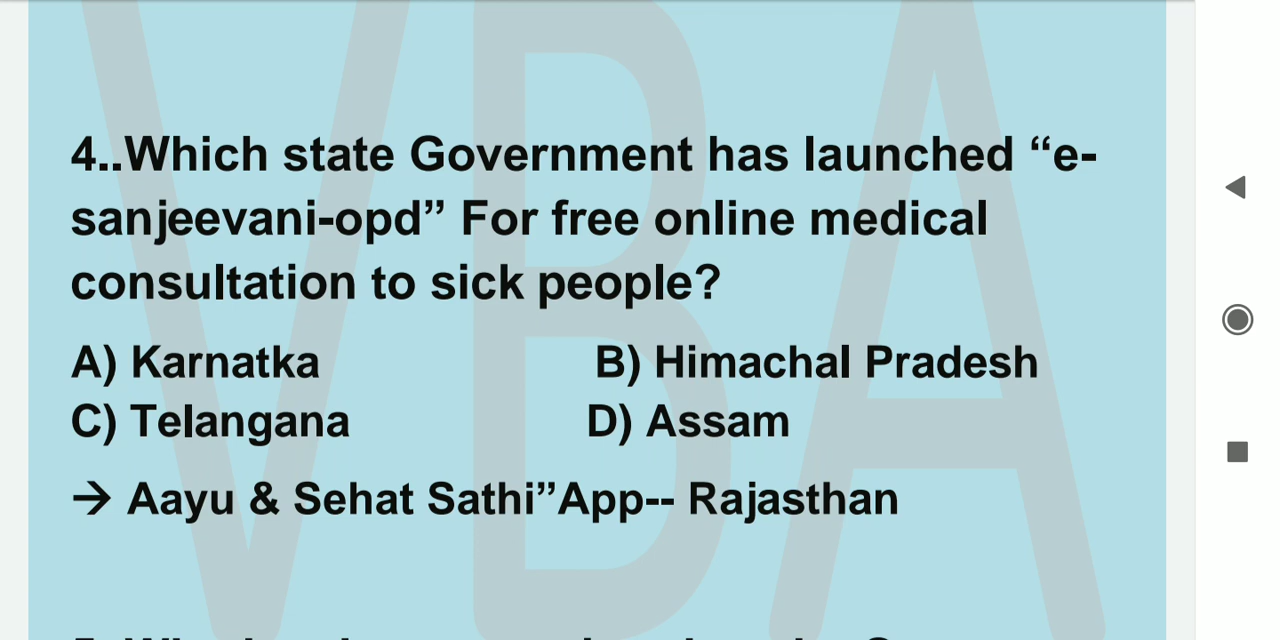 VBA
4..Which state Government has launched “e-
sanjeevani-opd” For free online medical
consultation to sick people?
A) Karnatka B) Himachal Pradesh
C) Telangana D) Assam
→ Aayu & Sehat Sathi”App-- Rajasthan